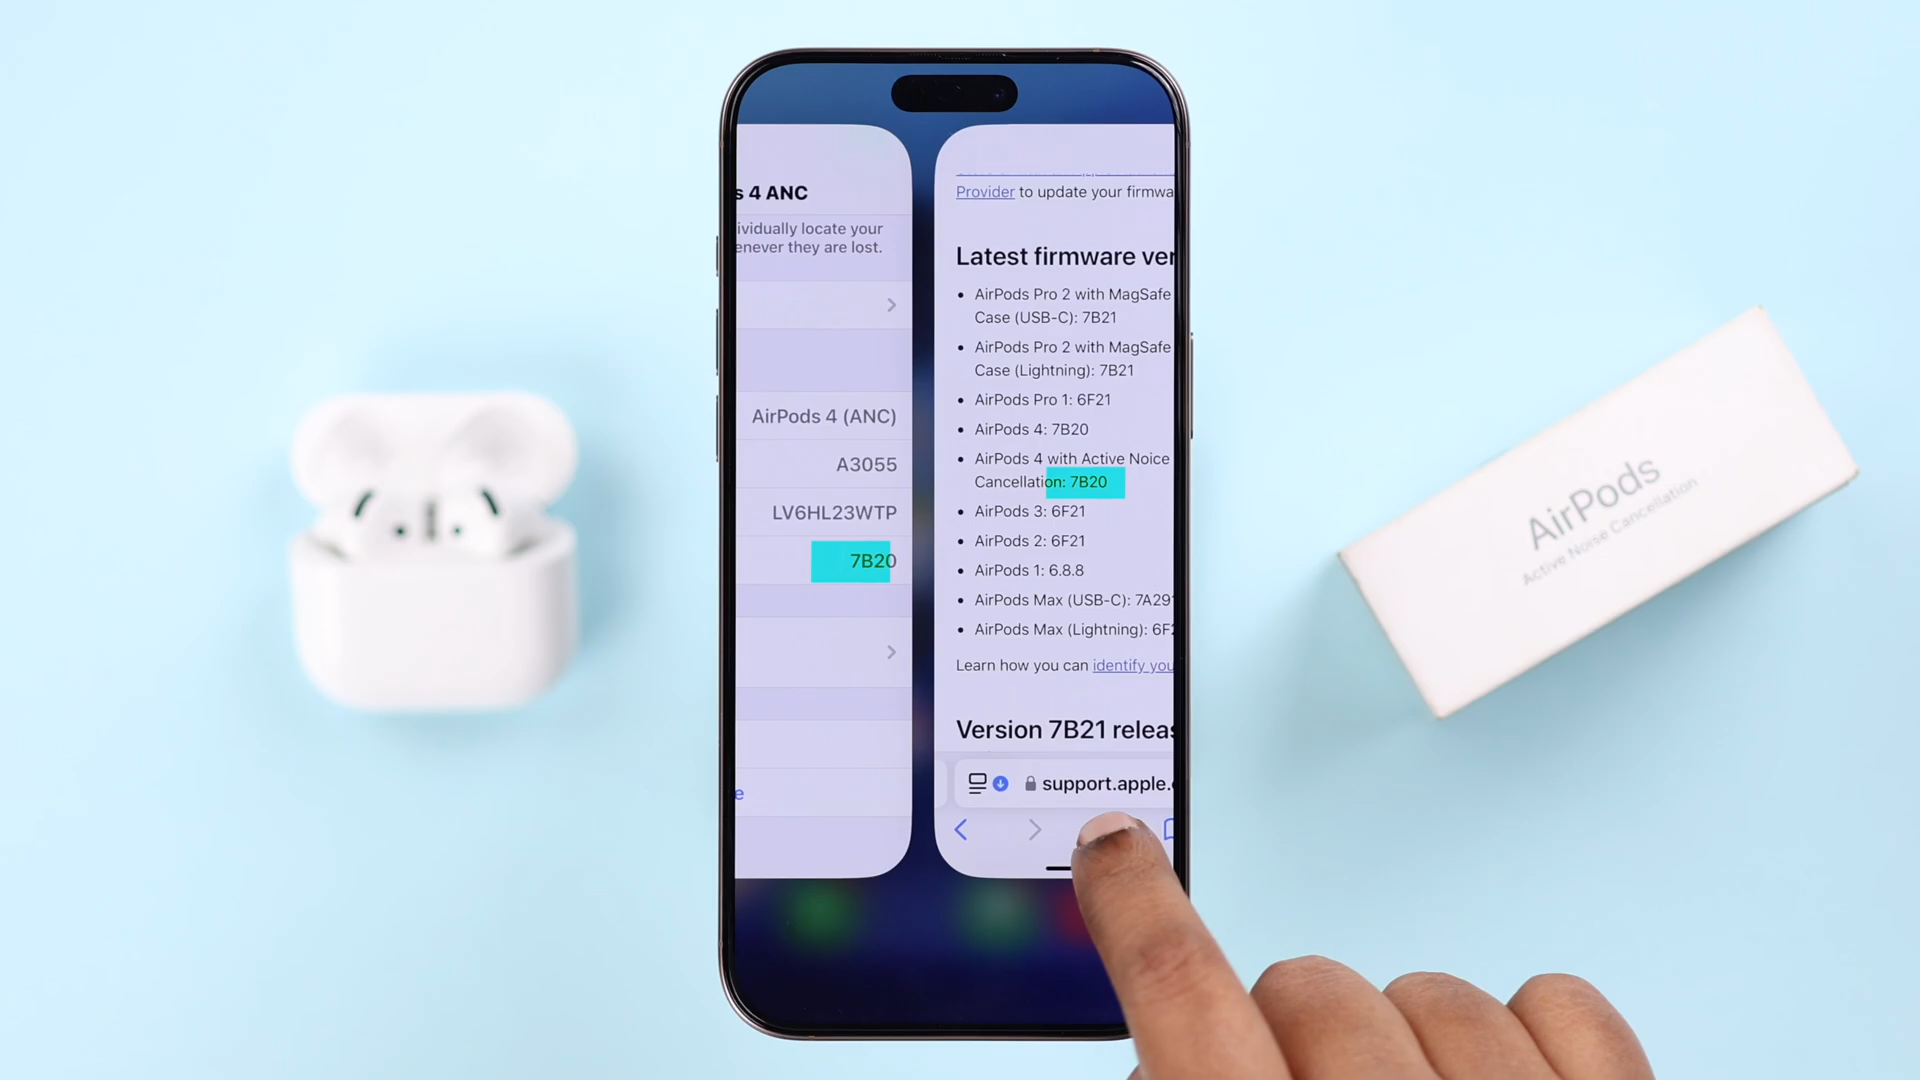 s 4 ANC
ividually locate your
enever they are lost.
AirPods 4 (ANC)
A3055
LV6HL23WTP
7B20
e
Provider to update your firmwa
Latest firmware ver
• AirPods Pro 2 with MagSafe
Case (USB-C): 7B21
• AirPods Pro 2 with MagSafe
Case (Lightning): 7B21
• AirPods Pro 1: 6F21
• AirPods 4: 7B20
• AirPods 4 with Active Noice
Cancellation: 7B20
• AirPods 3: 6F21
• AirPods 2: 6F21
• AirPods 1: 6.8.8
• AirPods Max (USB-C): 7A291
• AirPods Max (Lightning): 6F2
Learn how you can identify you
Version 7B21 releas
support.apple.c
AirPods
Active Noise Cancellation